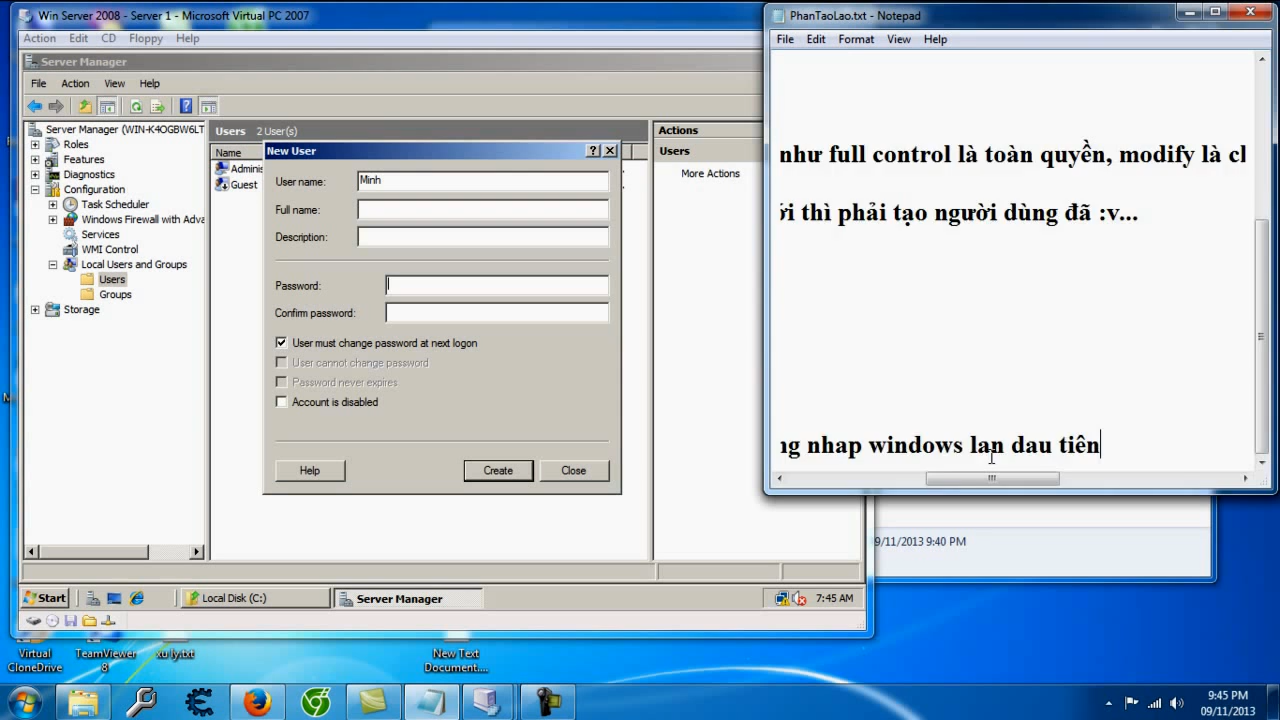 Win Server 2008 - Server 1 - Microsoft Virtual PC 2007
Action Edit CD Floppy Help
Server Manager
File Action View Help
Server Manager (WIN-K4OGBW6LT
Roles
Features
Diagnostics
Configuration
Task Scheduler
Windows Firewall with Adva
Services
WMI Control
Local Users and Groups
Users
Groups
Storage
Users 2 User(s)
Name
Adminis
Guest
Actions
Users
More Actions
New User
User name: Minh
Full name:
Description:
Password:
Confirm password:
User must change password at next logon
User cannot change password
Password never expires
Account is disabled
Help Create Close
Start Local Disk (C:) Server Manager 7:45 AM
PhanTaoLao.txt - Notepad
File Edit Format View Help
như full control là toàn quyền, modify là cl
ới thì phải tạo người dùng đã :v...
ng nhap windows lan dau tiên
9/11/2013 9:40 PM
Virtual CloneDrive
TeamViewer 8
xu ly.txt
New Text Document....
9:45 PM
09/11/2013